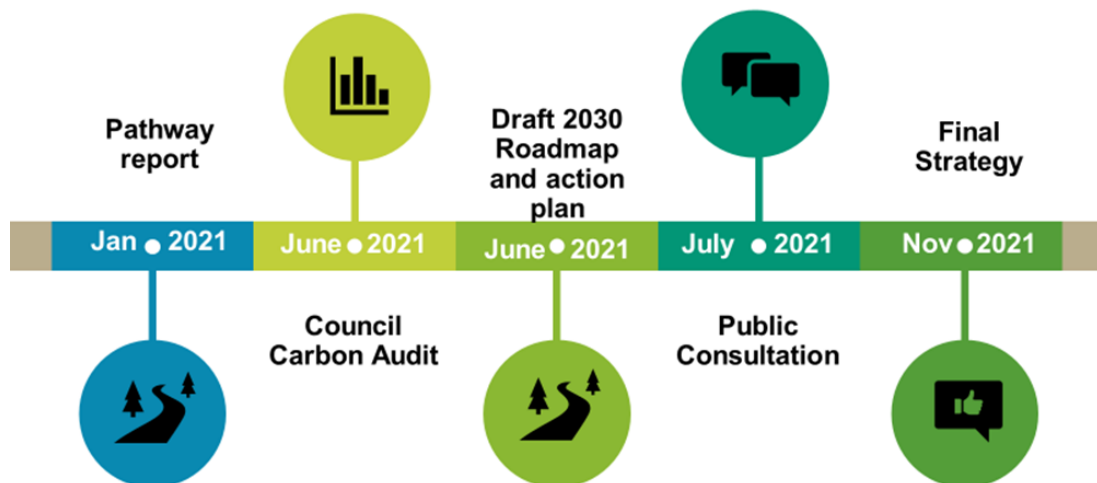 Pathway
report
Draft 2030
Roadmap
and action
plan
Final
Strategy
Jan 2021
June 2021
June 2021
July 2021
Nov 2021
Council
Carbon Audit
Public
Consultation